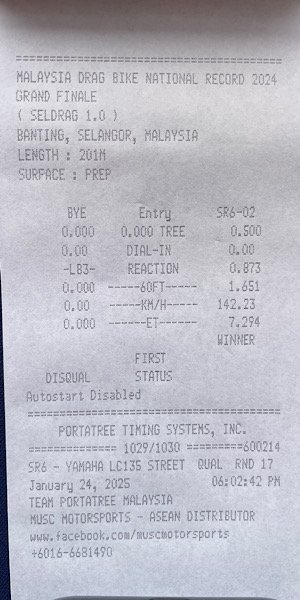 ==================================
MALAYSIA DRAG BIKE NATIONAL RECORD 2024
GRAND FINALE
( SELDRAG 1.0 )
BANTING, SELANGOR, MALAYSIA
LENGTH : 201M
SURFACE : PREP
BYE Entry SR6-02
0.000 0.000 TREE 0.500
0.00 DIAL-IN 0.00
-LB3- REACTION 0.873
0.000 -----60FT----- 1.651
0.00 -----KM/H----- 142.23
0.000 ------ET------ 7.294
WINNER
FIRST
DISQUAL STATUS
Autostart Disabled
==================================
PORTATREE TIMING SYSTEMS, INC.
============= 1029/1030 =========600214
SR6 - YAMAHA LC135 STREET QUAL RND 17
January 24, 2025 06:02:42 PM
TEAM PORTATREE MALAYSIA
MUSC MOTORSPORTS - ASEAN DISTRIBUTOR
www.facebook.com/muscmotorsports
+6016-6681490